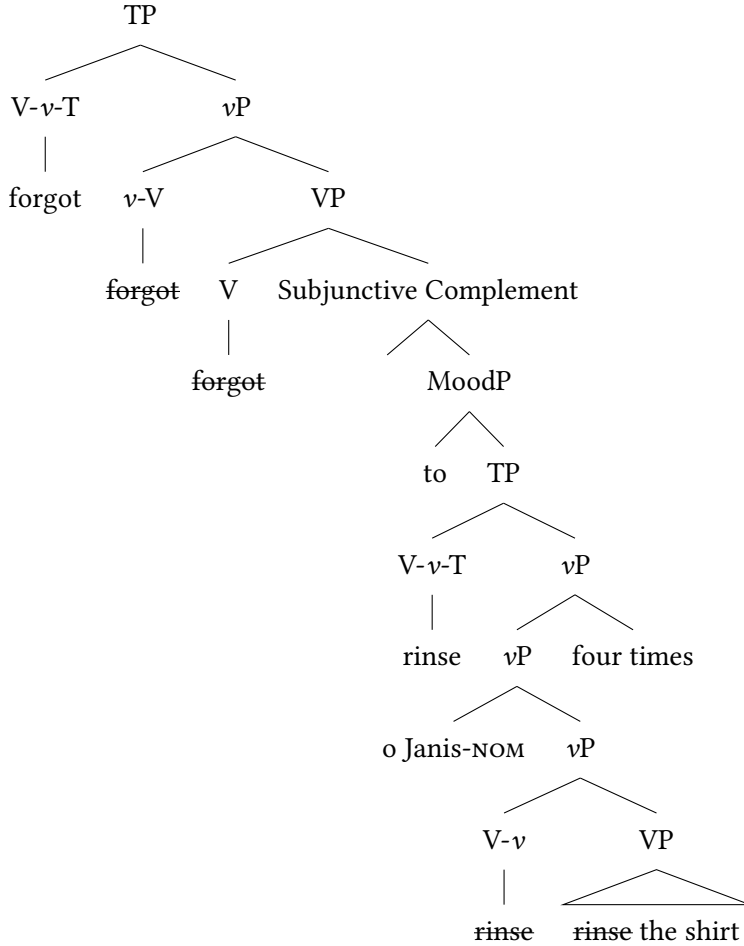 TP
V-v-T vP
forgot v-V VP
forgot V Subjunctive Complement
forgot MoodP
to TP
V-v-T vP
rinse vP four times
o Janis-NOM vP
V-v VP
rinse rinse the shirt